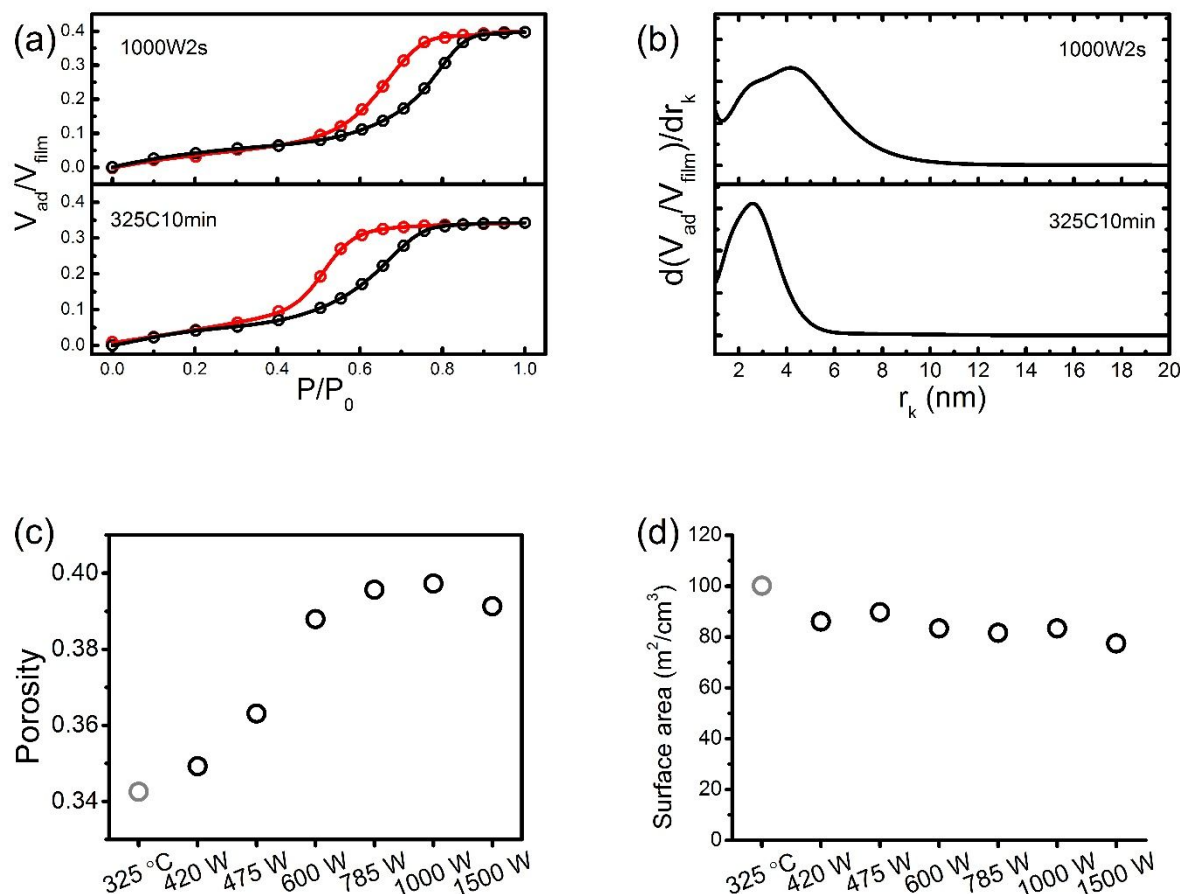 (a)
1000W2s
0.4
0.3
0.2
0.1
0.0
325C10min
0.4
0.3
0.2
0.1
0.0
V_ad/V_film
0.0 0.2 0.4 0.6 0.8 1.0
P/P_0
(b)
1000W2s
325C10min
d(V_ad/V_film)/dr_k
2 4 6 8 10 12 14 16 18 20
r_k (nm)
(c)
0.40
0.38
0.36
0.34
Porosity
325 °C 420 W 475 W 600 W 785 W 1000 W 1500 W
(d)
120
100
80
60
40
20
0
Surface area (m²/cm³)
325 °C 420 W 475 W 600 W 785 W 1000 W 1500 W